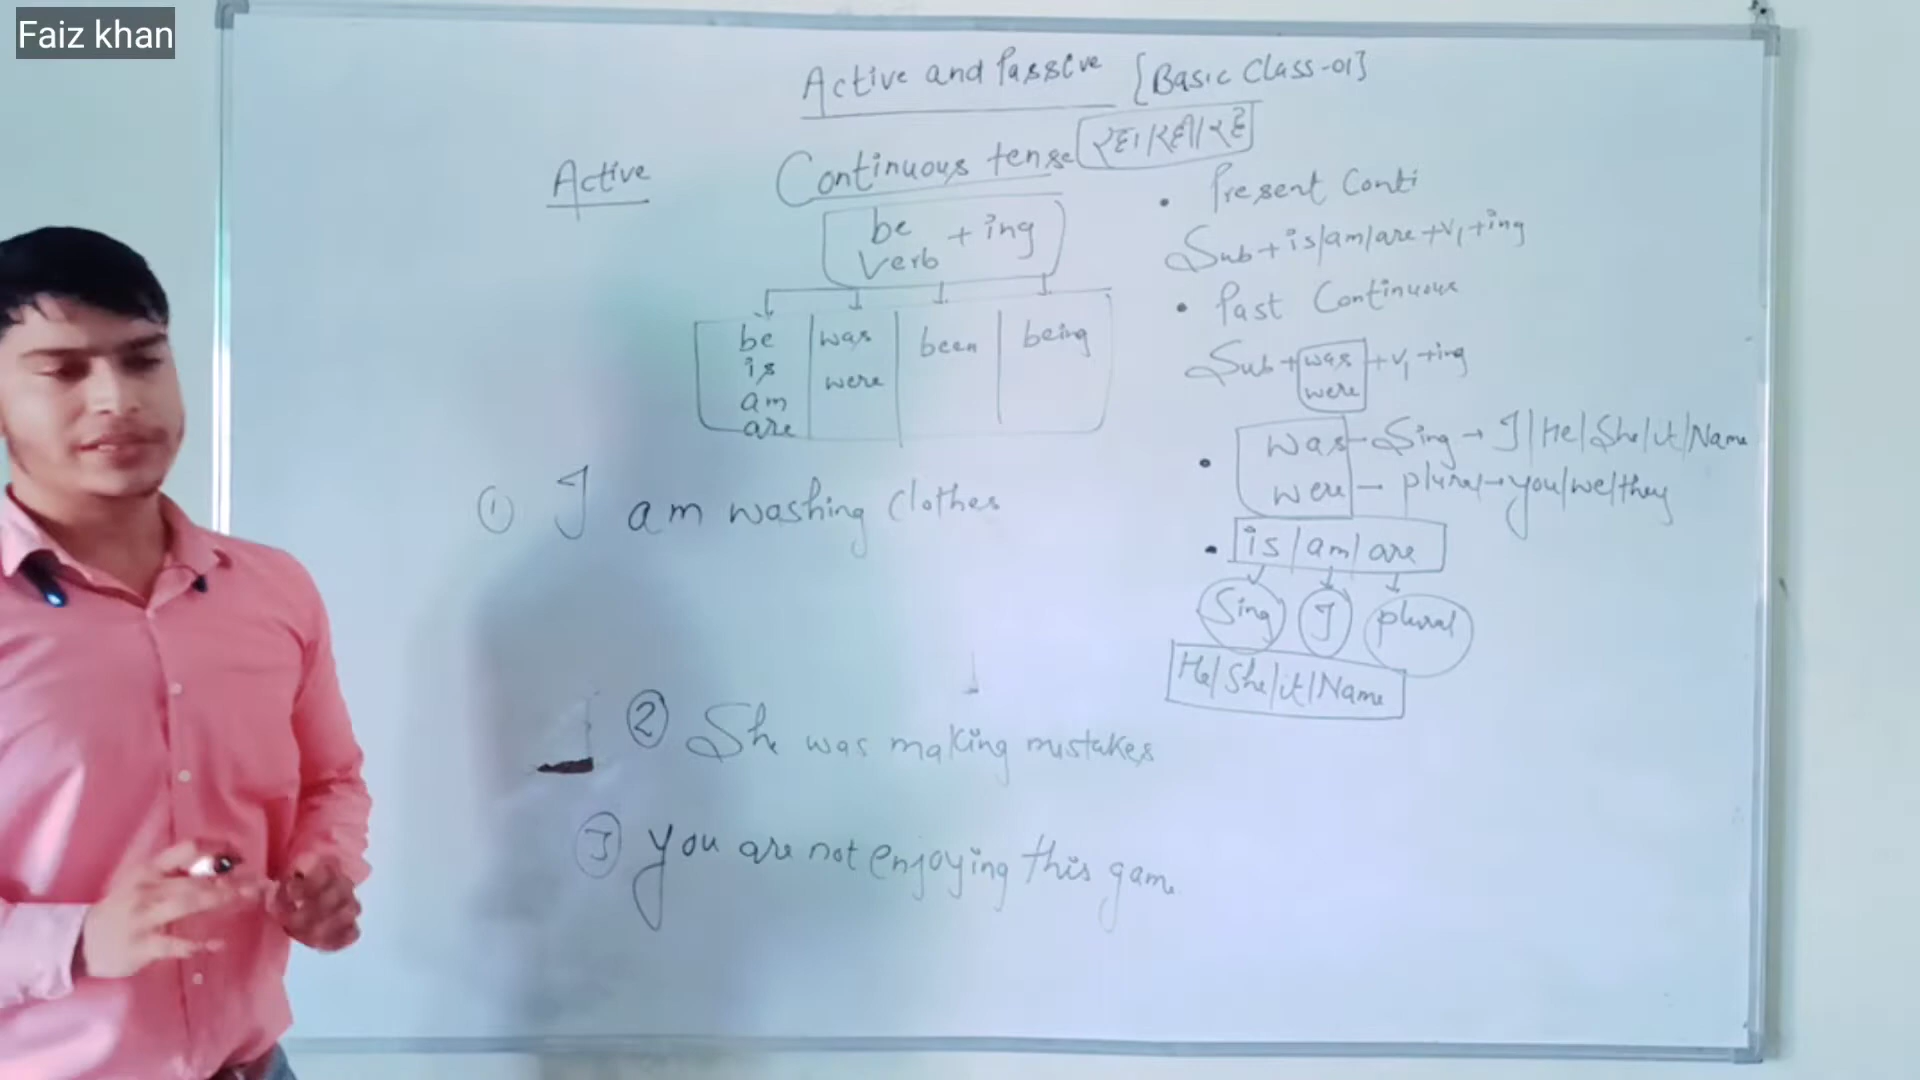 Faiz khan
Active and Passive [Basic Class-01]
Continuous tense रहा/रही/रहे
Active
be
verb + ing
be was been being
is were
am
are
• Present Conti
Sub + is/am/are + V1 + ing
• Past Continuous
Sub + was + V1 + ing
were
• was - Sing → I/He/She/it/Name
were - plural → you/we/they
• is/am/are
Sing I plural
He/She/it/Name
① I am washing clothes
② She was making mistakes
③ you are not enjoying this game